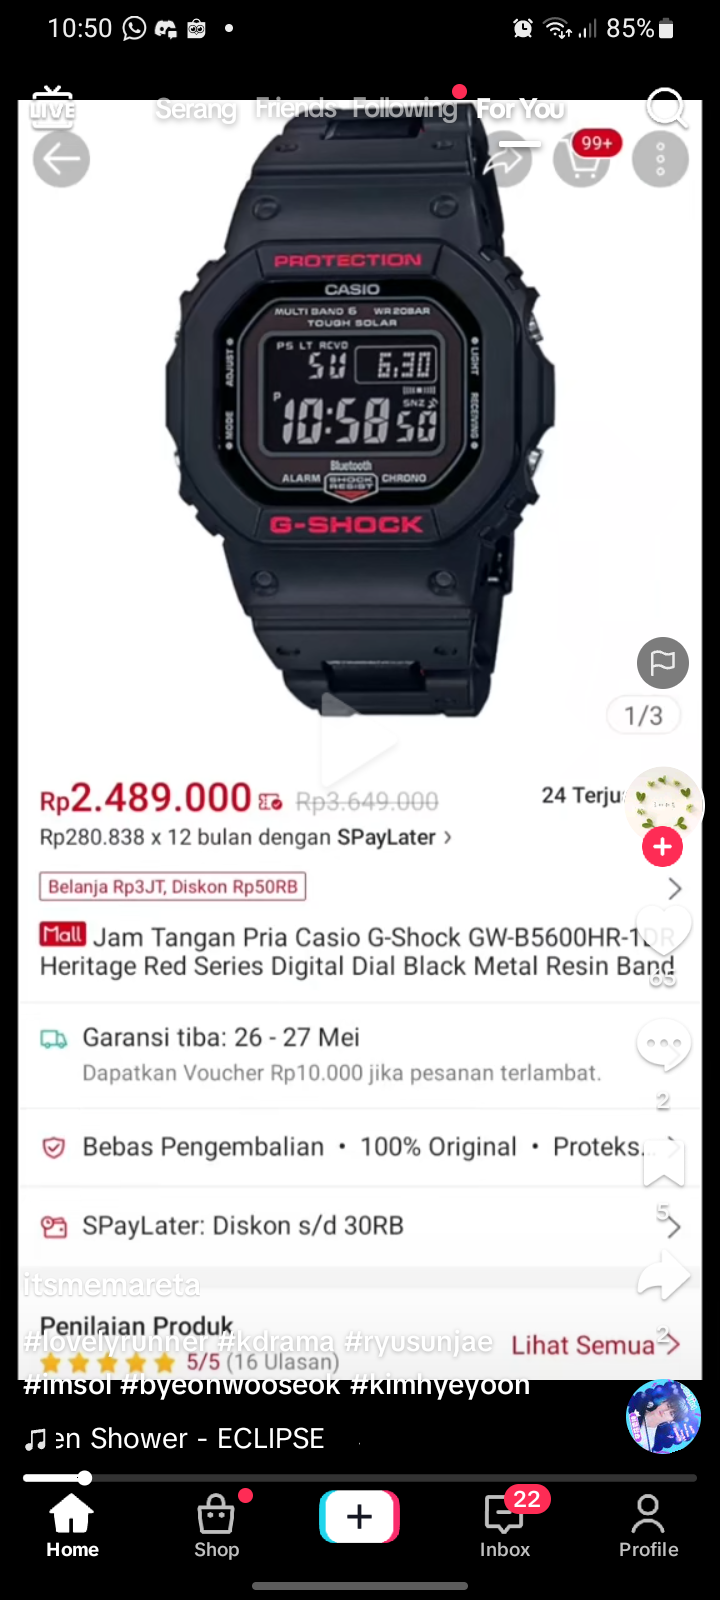 10:50
85%
LIVE
Serang Friends Following For You
99+
PROTECTION
CASIO
MULTI BAND 6 WR20BAR
TOUGH SOLAR
PS LT RCVD
SU 6.30
P
SNZ
10:58 50
ADJUST
MODE
LIGHT
RECEIVING
Bluetooth
ALARM SHOCK RESIST CHRONO
G-SHOCK
1/3
Rp2.489.000 Rp3.649.000 24 Terju
Rp280.838 x 12 bulan dengan SPayLater >
Belanja Rp3JT, Diskon Rp50RB
Mall Jam Tangan Pria Casio G-Shock GW-B5600HR-1DR
Heritage Red Series Digital Dial Black Metal Resin Band
63
Garansi tiba: 26 - 27 Mei
Dapatkan Voucher Rp10.000 jika pesanan terlambat.
2
Bebas Pengembalian • 100% Original • Proteks...
5
SPayLater: Diskon s/d 30RB
itsmemareta
Penilaian Produk
#lovelyrunner #kdrama #ryusunjae
2
Lihat Semua >
5/5 (16 Ulasan)
#imsol #byeonwooseok #kimhyeyoon
en Shower - ECLIPSE
22
Home Shop Inbox Profile